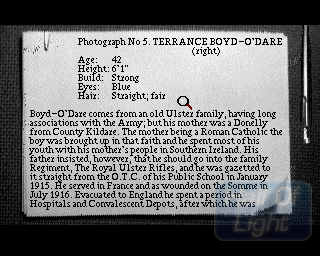 Photograph No 5. TERRANCE BOYD-O'DARE
(right)
Age: 42
Height: 6'1"
Build: Strong
Eyes: Blue
Hair: Straight; fair
Boyd-O'Dare comes from an old Ulster family, having long
associations with the Army; but his mother was a Donelly
from County Kildare. The mother being a Roman Catholic the
boy was brought up in that faith and he spent most of his
youth with his mother's people in Southern Ireland. His
father insisted, however, that he should go into the family
Regiment, The Royal Ulster Rifles, and he was gazetted to
it straight from the O.T.C. of his Public School in January
1915. He served in France and as wounded on the Somme in
July 1916. Evacuated to England he spent a period in
Hospitals and Convalescent Depots, after which he was
Light